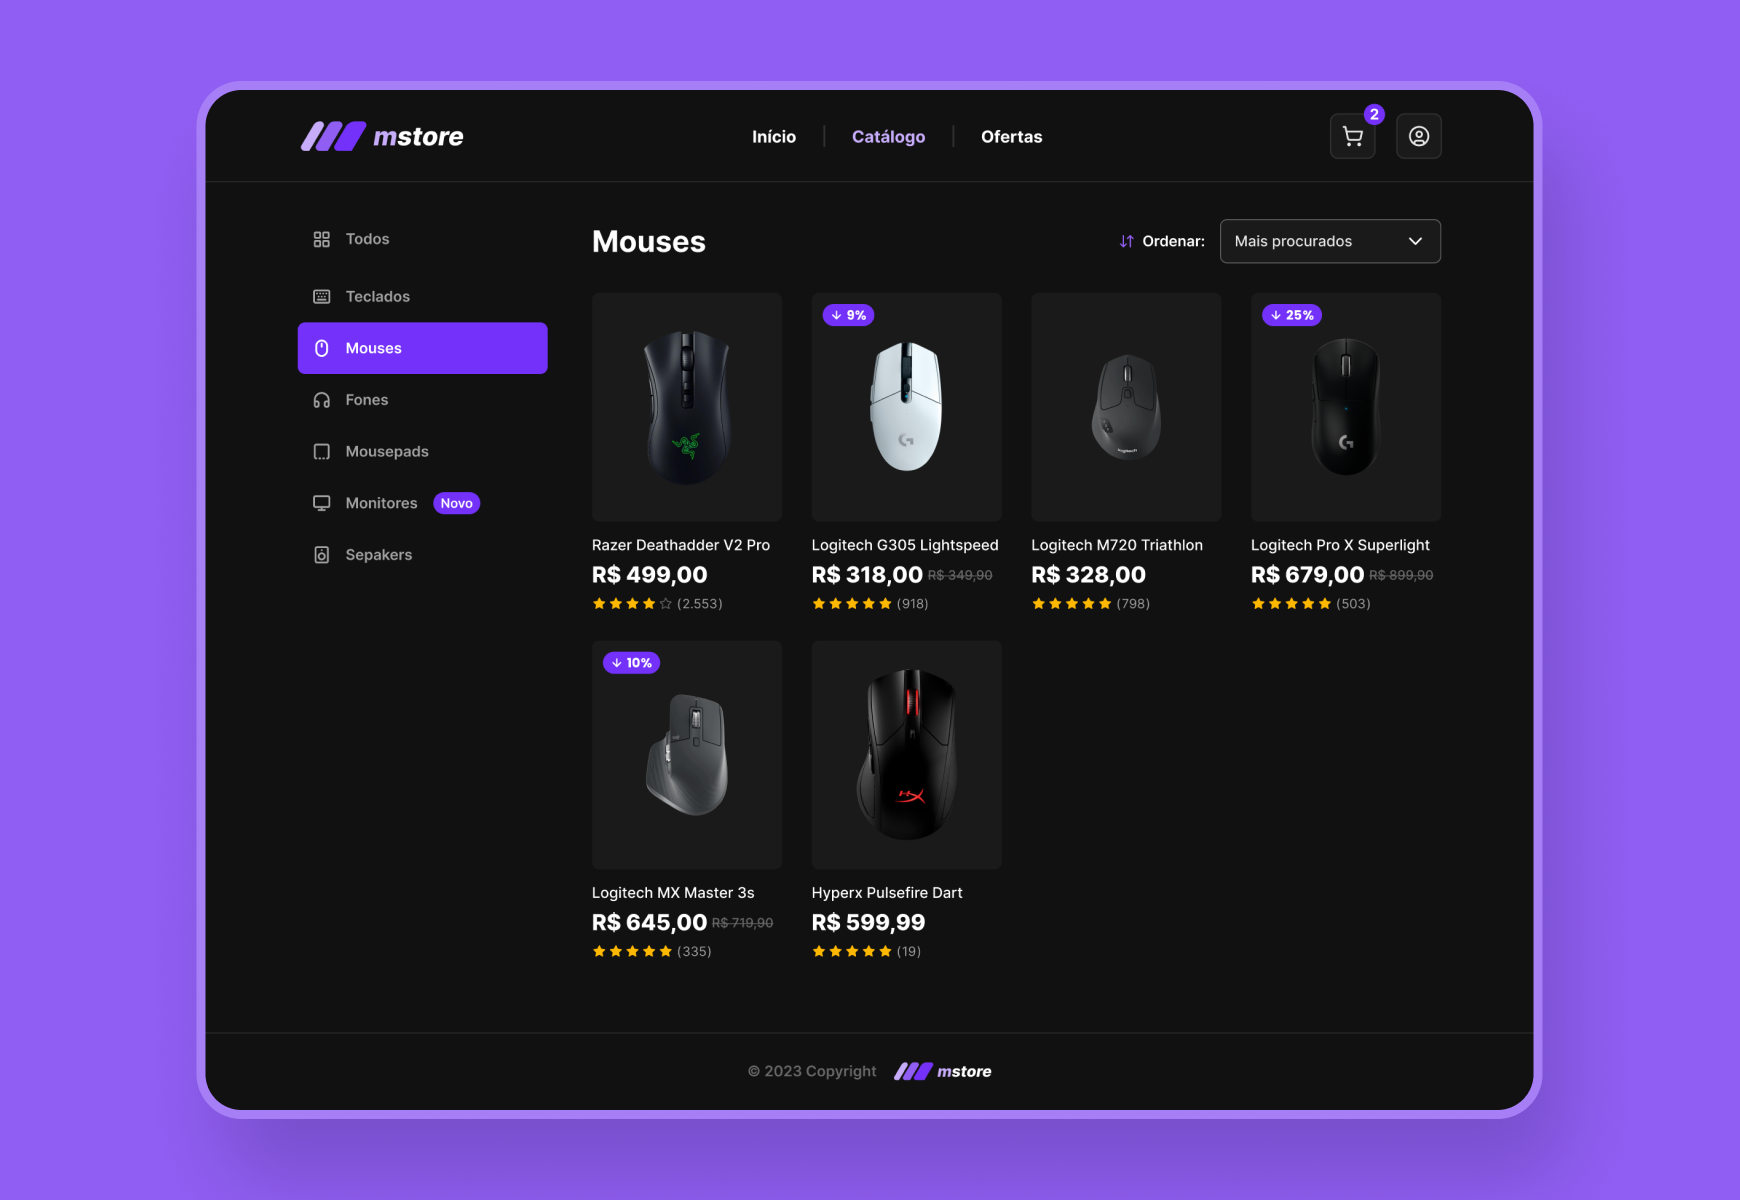 mstore
Início
Catálogo
Ofertas
2
Todos
Teclados
Mouses
Fones
Mousepads
Monitores Novo
Sepakers
Mouses
Ordenar: Mais procurados
Razer Deathadder V2 Pro
R$ 499,00
(2.553)
9%
Logitech G305 Lightspeed
R$ 318,00 R$ 349,90
(918)
logitech
Logitech M720 Triathlon
R$ 328,00
(798)
25%
Logitech Pro X Superlight
R$ 679,00 R$ 899,90
(503)
10%
Logitech MX Master 3s
R$ 645,00 R$ 719,90
(335)
Hyperx Pulsefire Dart
R$ 599,99
(19)
© 2023 Copyright mstore